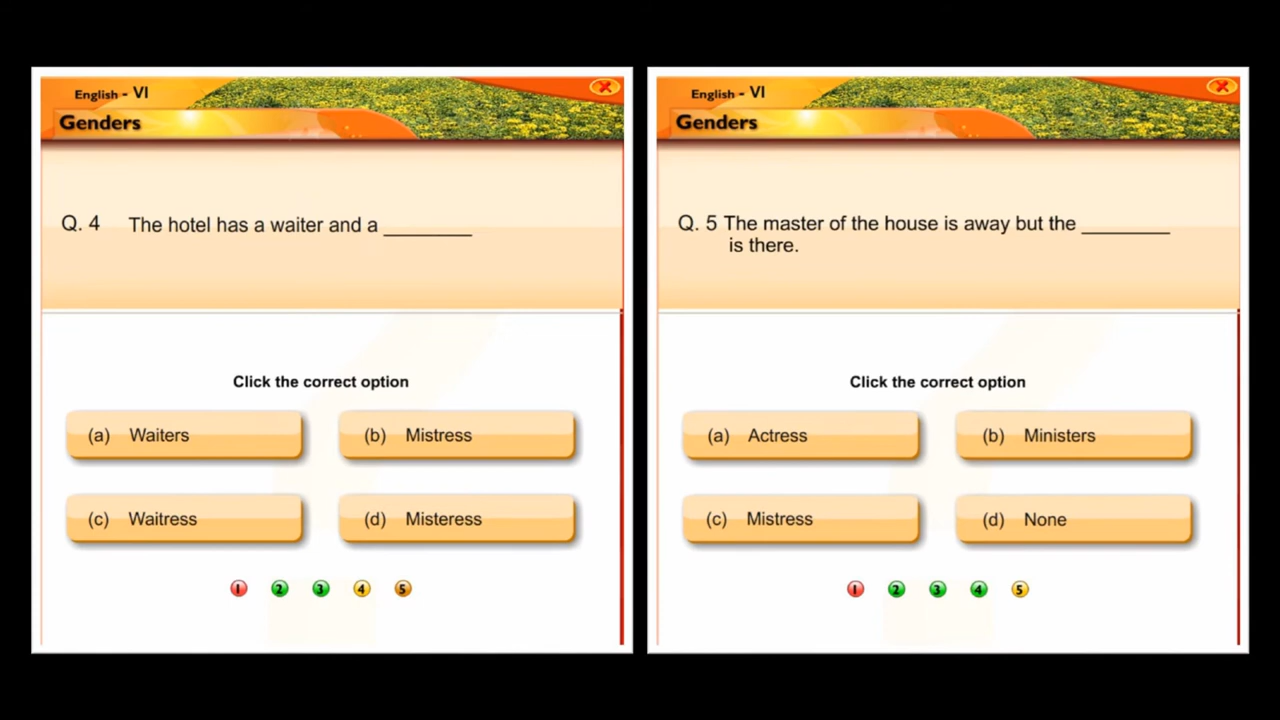 English - VI
Genders
Q. 4 The hotel has a waiter and a ________
Click the correct option
(a) Waiters
(b) Mistress
(c) Waitress
(d) Misteress
1 2 3 4 5
English - VI
Genders
Q. 5 The master of the house is away but the ________
is there.
Click the correct option
(a) Actress
(b) Ministers
(c) Mistress
(d) None
1 2 3 4 5